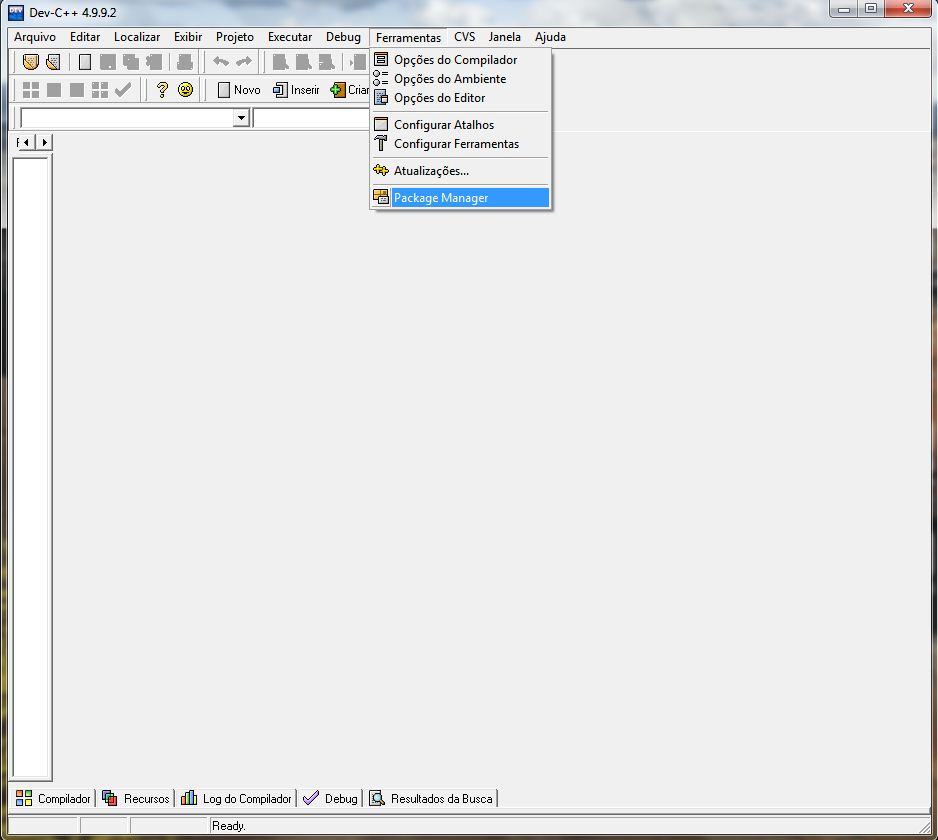 Dev-C++ 4.9.9.2
Arquivo Editar Localizar Exibir Projeto Executar Debug Ferramentas CVS Janela Ajuda
Opções do Compilador
Opções do Ambiente
Opções do Editor
Novo Inserir Criar
Configurar Atalhos
Configurar Ferramentas
Atualizações...
Package Manager
Compilador Recursos Log do Compilador Debug Resultados da Busca
Ready.